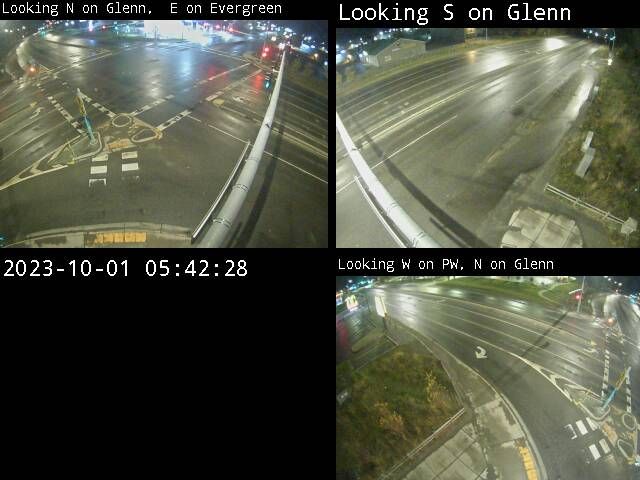 Looking N on Glenn,  E on Evergreen
Looking S on Glenn
2023-10-01 05:42:28
Looking W on PW, N on Glenn